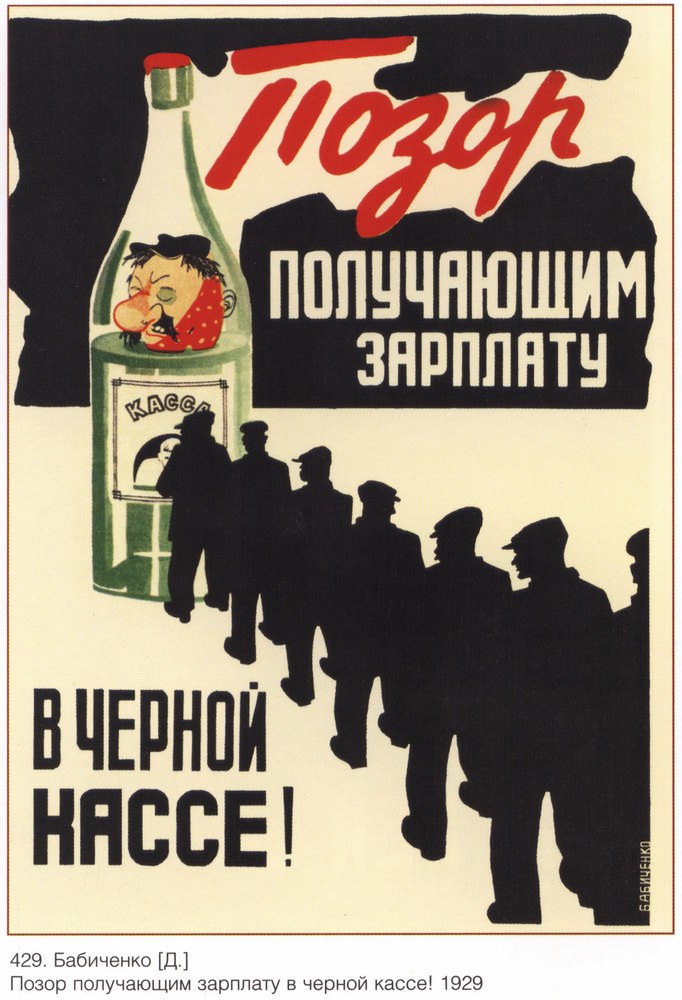 Позор
ПОЛУЧАЮЩИМ
ЗАРПЛАТУ
КАССА
В ЧЕРНОЙ
КАССЕ!
БАБИЧЕНКО
429. Бабиченко [Д.]
Позор получающим зарплату в черной кассе! 1929